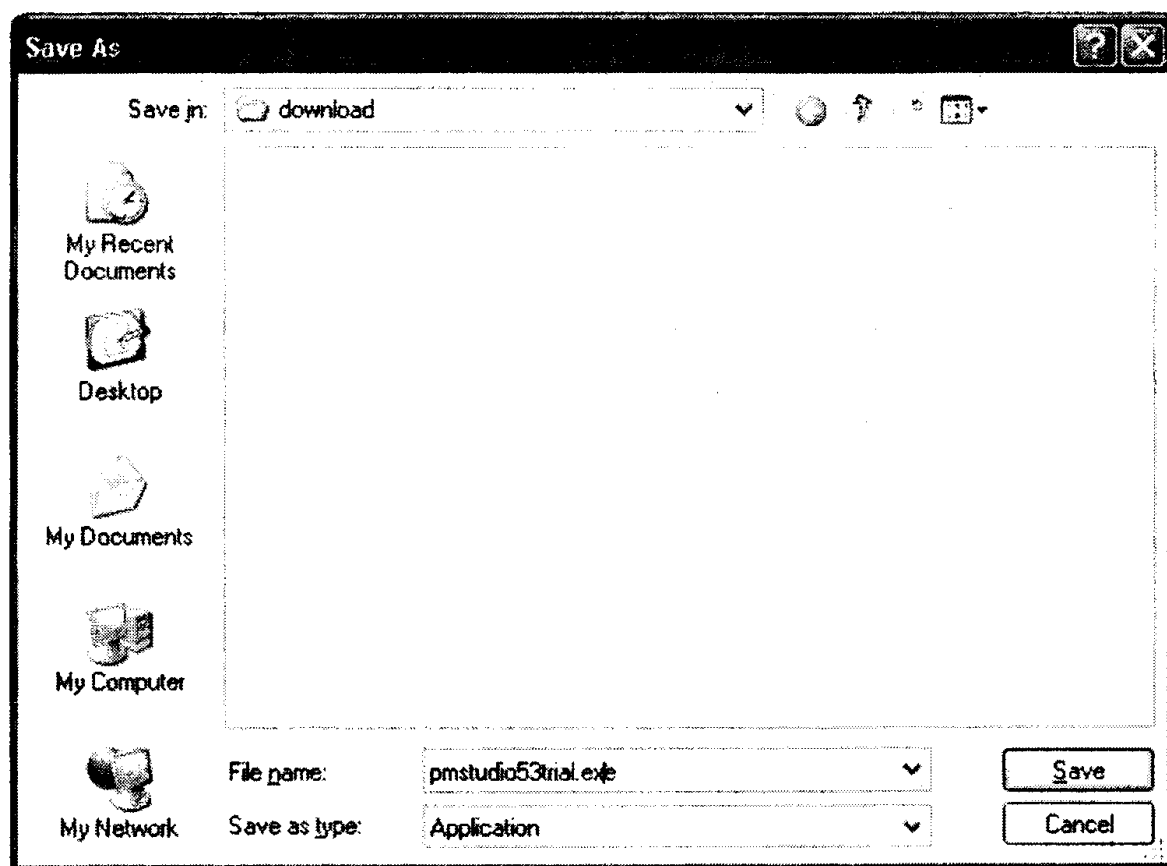 Save As
Save in: download
My Recent
Documents
Desktop
My Documents
My Computer
My Network
File name: pmstudio53trial.exe Save
Save as type: Application Cancel